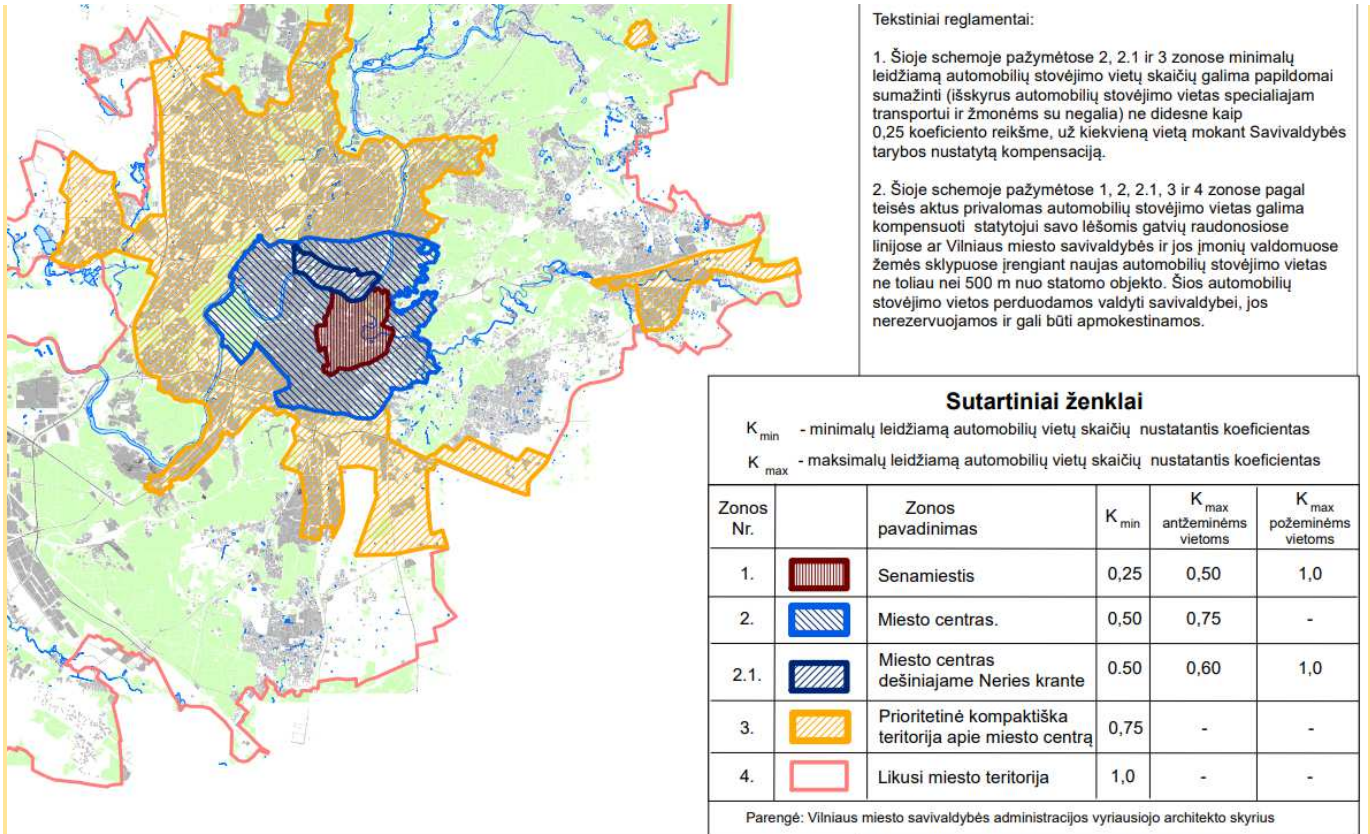 Tekstiniai reglamentai:
1. Šioje schemoje pažymėtose 2, 2.1 ir 3 zonose minimalų
leidžiamą automobilių stovėjimo vietų skaičių galima papildomai
sumažinti (išskyrus automobilių stovėjimo vietas specialiajam
transportui ir žmonėms su negalia) ne didesne kaip
0,25 koeficiento reikšme, už kiekvieną vietą mokant Savivaldybės
tarybos nustatytą kompensaciją.
2. Šioje schemoje pažymėtose 1, 2, 2.1, 3 ir 4 zonose pagal
teisės aktus privalomas automobilių stovėjimo vietas galima
kompensuoti statytojui savo lėšomis gatvių raudonosiose
linijose ar Vilniaus miesto savivaldybės ir jos įmonių valdomuose
žemės sklypuose įrengiant naujas automobilių stovėjimo vietas
ne toliau nei 500 m nuo statomo objekto. Šios automobilių
stovėjimo vietos perduodamos valdyti savivaldybei, jos
nerezervuojamos ir gali būti apmokestinamos.
Sutartiniai ženklai
K min - minimalų leidžiamą automobilių vietų skaičių nustatantis koeficientas
K max - maksimalų leidžiamą automobilių vietų skaičių nustatantis koeficientas
Zonos Nr. Zonos pavadinimas K min K max antžeminėms vietoms K max požeminėms vietoms
1. Senamiestis 0,25 0,50 1,0
2. Miesto centras. 0,50 0,75 -
2.1. Miesto centras dešiniajame Neries krante 0.50 0,60 1,0
3. Prioritetinė kompaktiška teritorija apie miesto centrą 0,75 - -
4. Likusi miesto teritorija 1,0 - -
Parengė: Vilniaus miesto savivaldybės administracijos vyriausiojo architekto skyrius